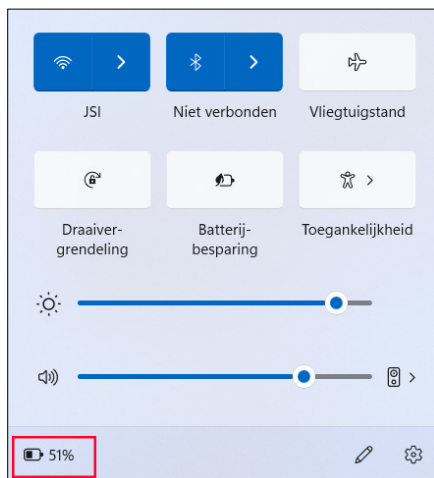 JSI
Niet verbonden
Vliegtuigstand
Draaiver-
grendeling
Batterij-
besparing
Toegankelijkheid
51%